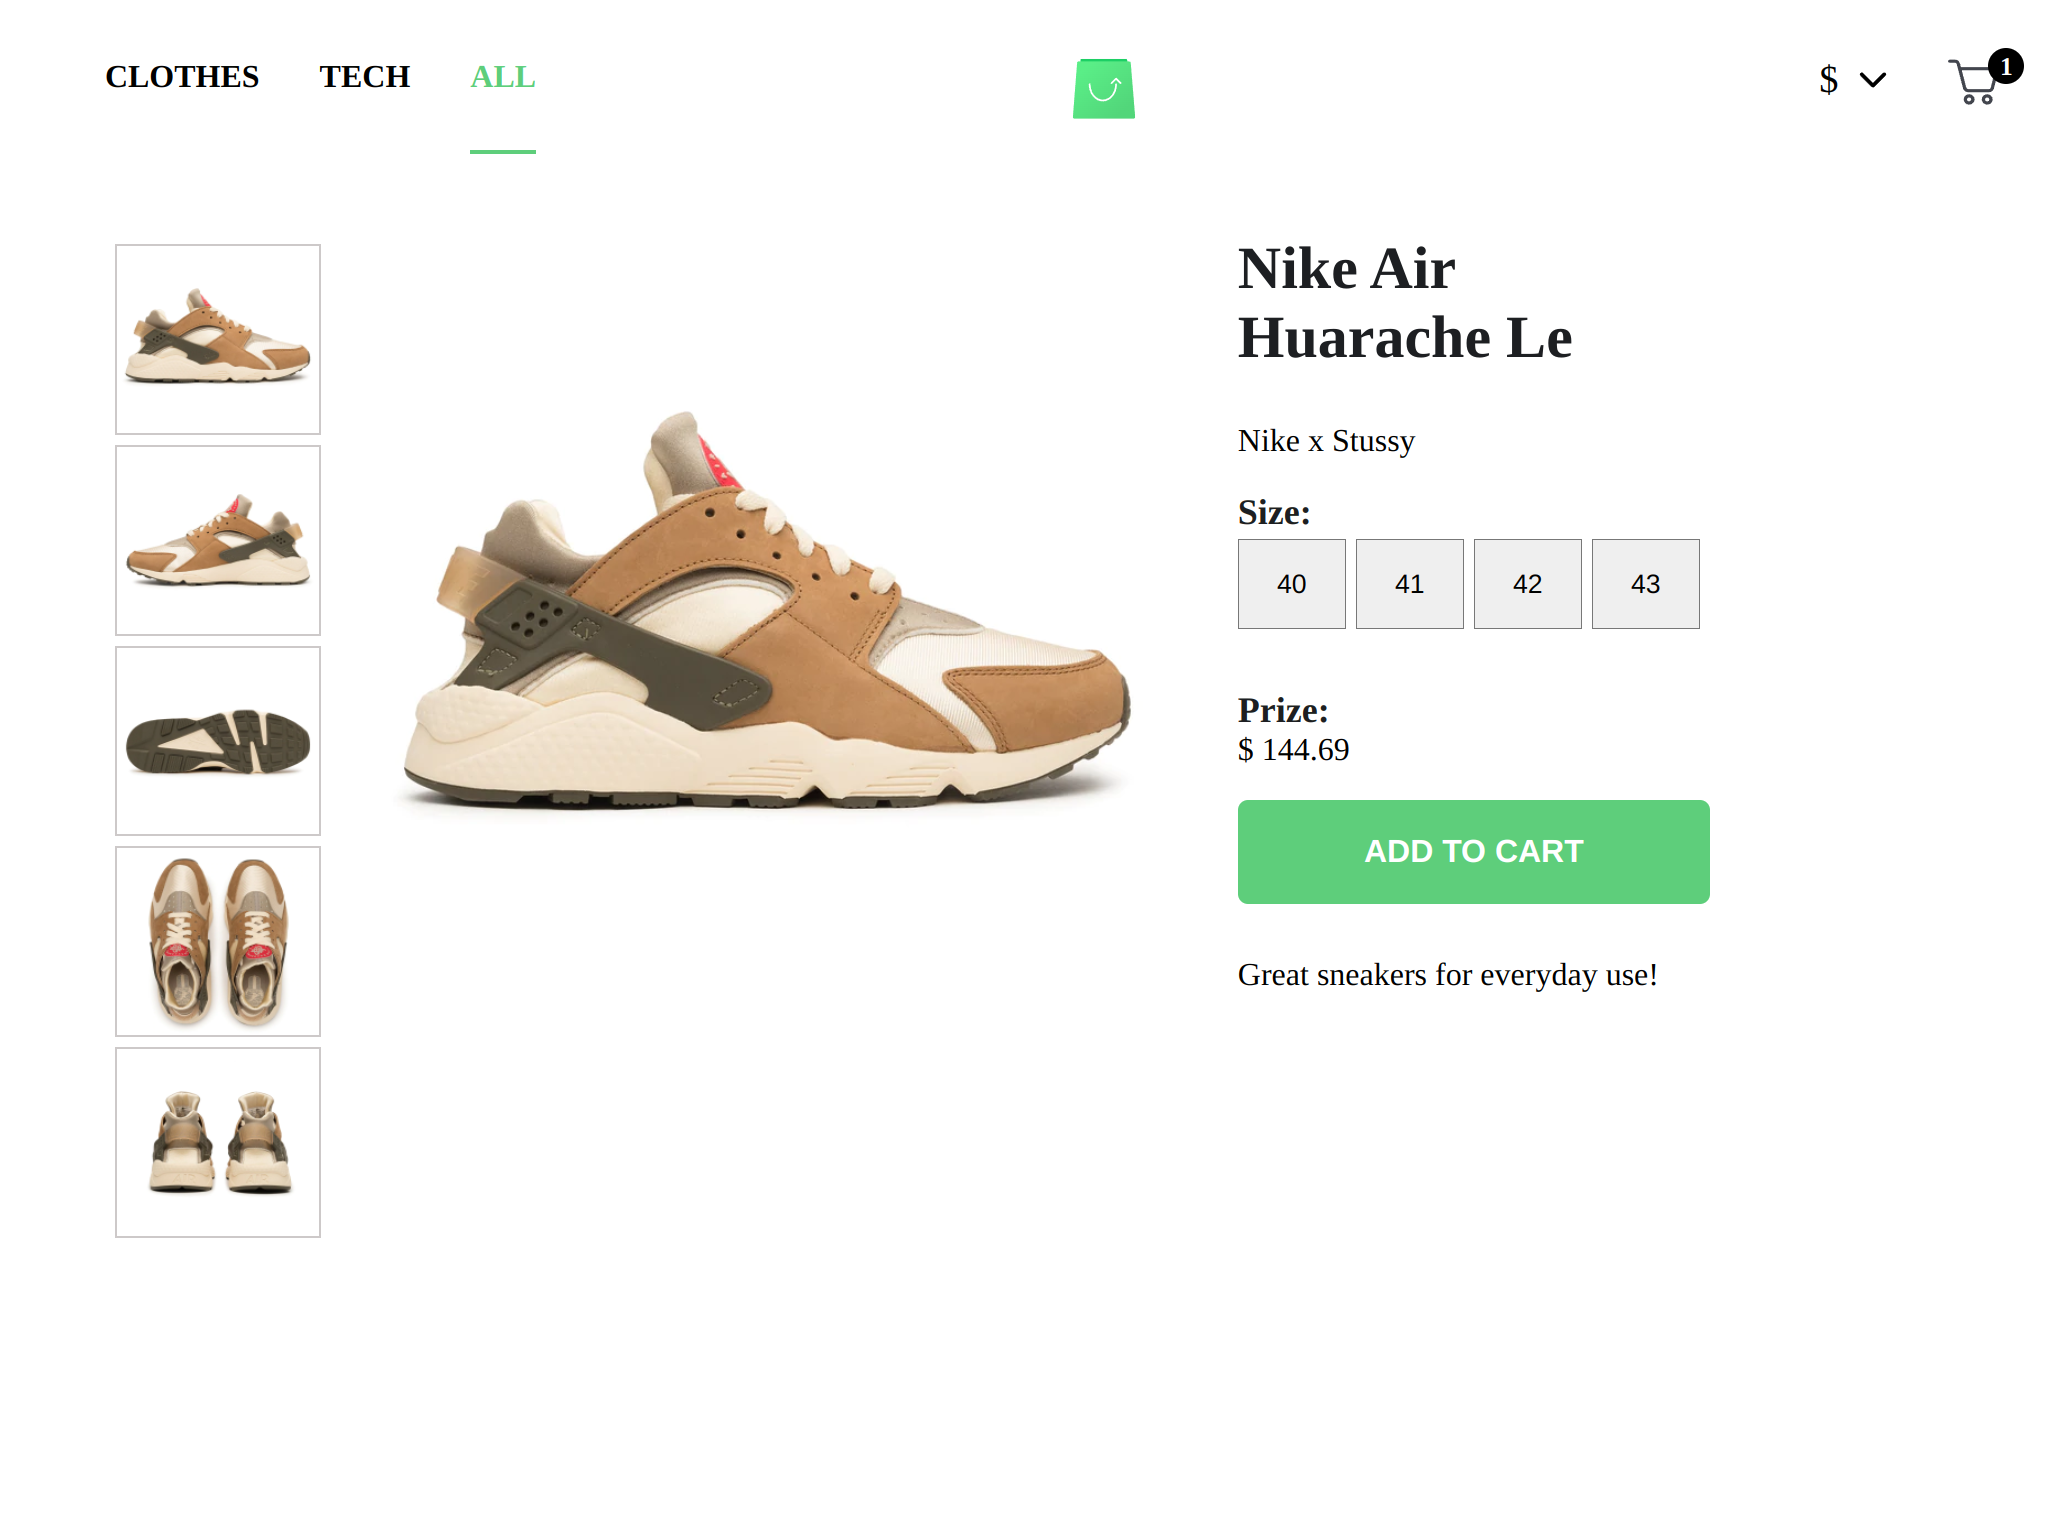 CLOTHES TECH ALL
$
1
Nike Air
Huarache Le
Nike x Stussy
Size:
40 41 42 43
Prize:
$ 144.69
ADD TO CART
Great sneakers for everyday use!